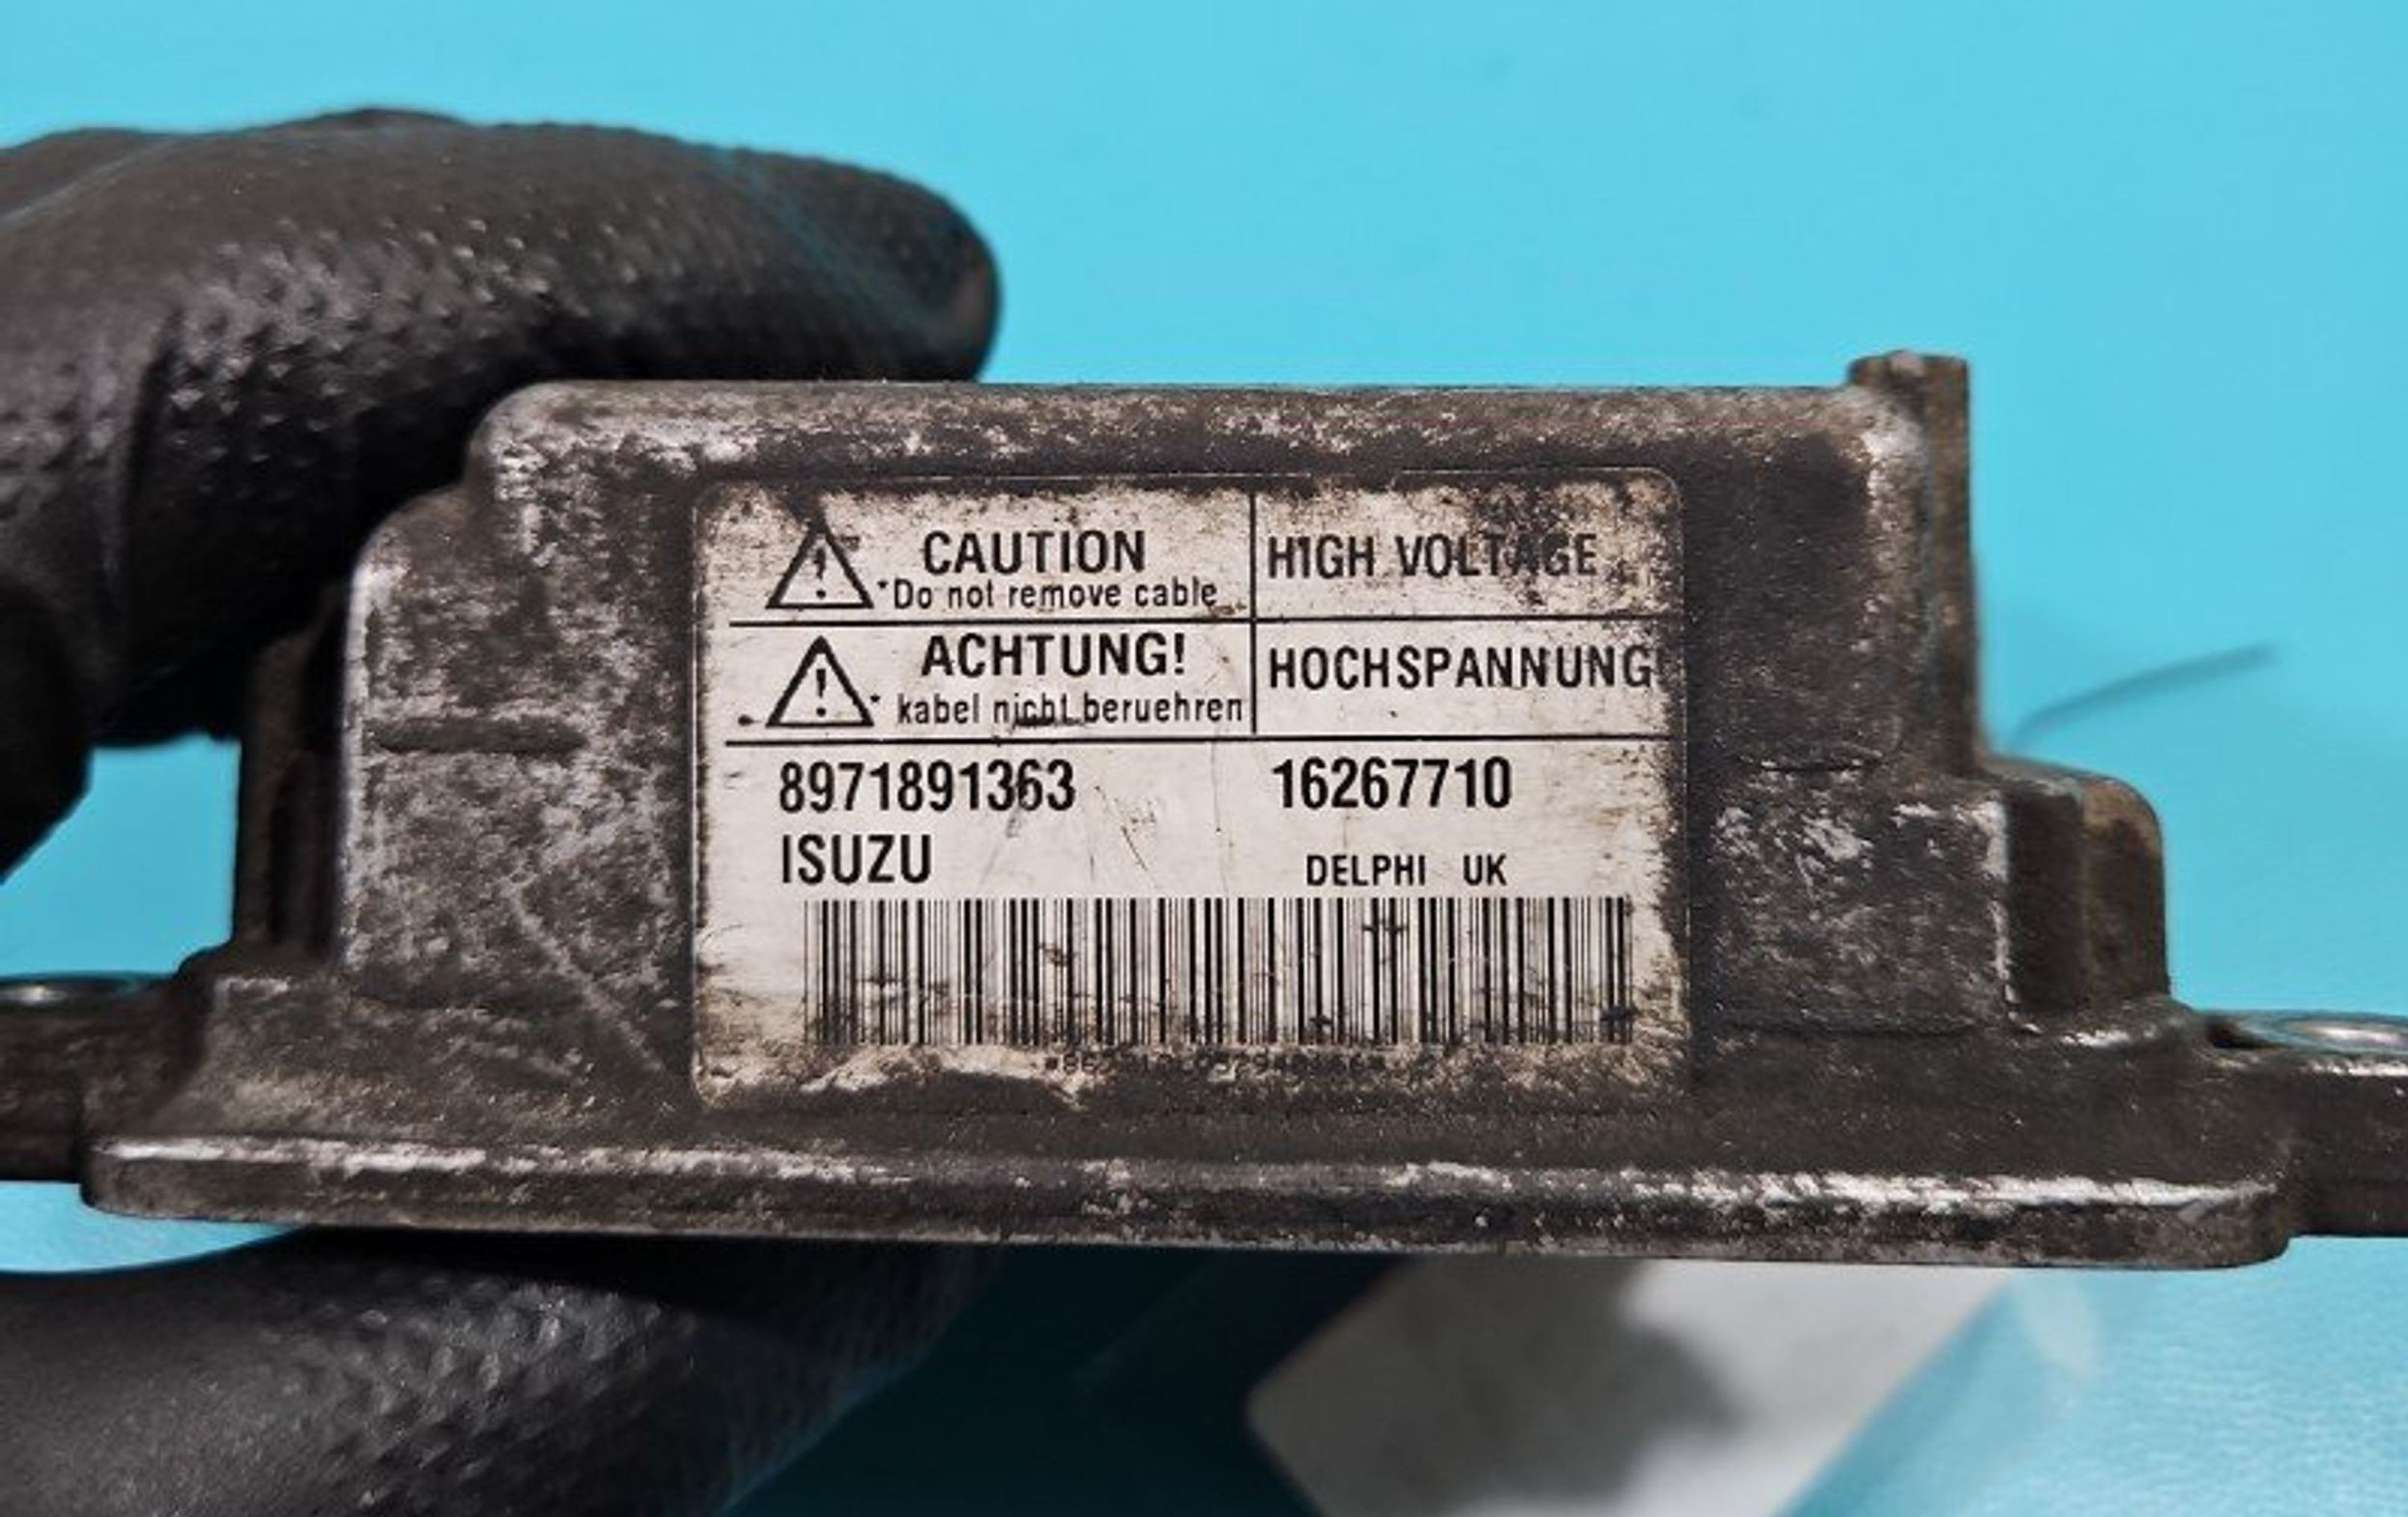 CAUTION HIGH VOLTAGE
*Do not remove cable
ACHTUNG! HOCHSPANNUNG
* kabel nicht beruehren
8971891363 16267710
ISUZU DELPHI UK